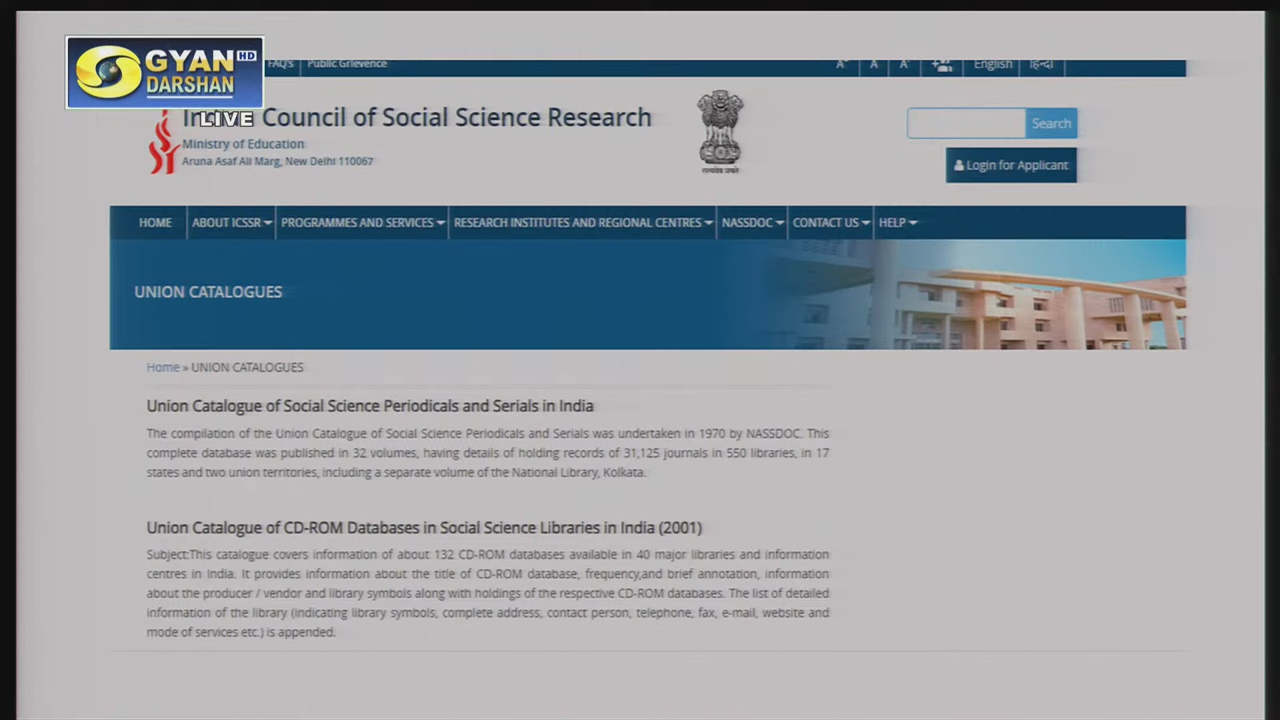 GYAN HD
DARSHAN
LIVE
FAQ's Public Grievence
A+ A A- English हिन्दी
In Council of Social Science Research
Ministry of Education
Aruna Asaf Ali Marg, New Delhi 110067
सत्यमेव जयते
Search
Login for Applicant
HOME ABOUT ICSSR PROGRAMMES AND SERVICES RESEARCH INSTITUTES AND REGIONAL CENTRES NASSDOC CONTACT US HELP
UNION CATALOGUES
Home » UNION CATALOGUES
Union Catalogue of Social Science Periodicals and Serials in India
The compilation of the Union Catalogue of Social Science Periodicals and Serials was undertaken in 1970 by NASSDOC. This
complete database was published in 32 volumes, having details of holding records of 31,125 journals in 550 libraries, in 17
states and two union territories, including a separate volume of the National Library, Kolkata.
Union Catalogue of CD-ROM Databases in Social Science Libraries in India (2001)
Subject:This catalogue covers information of about 132 CD-ROM databases available in 40 major libraries and information
centres in India. It provides information about the title of CD-ROM database, frequency,and brief annotation, information
about the producer / vendor and library symbols along with holdings of the respective CD-ROM databases. The list of detailed
information of the library (indicating library symbols, complete address, contact person, telephone, fax, e-mail, website and
mode of services etc.) is appended.